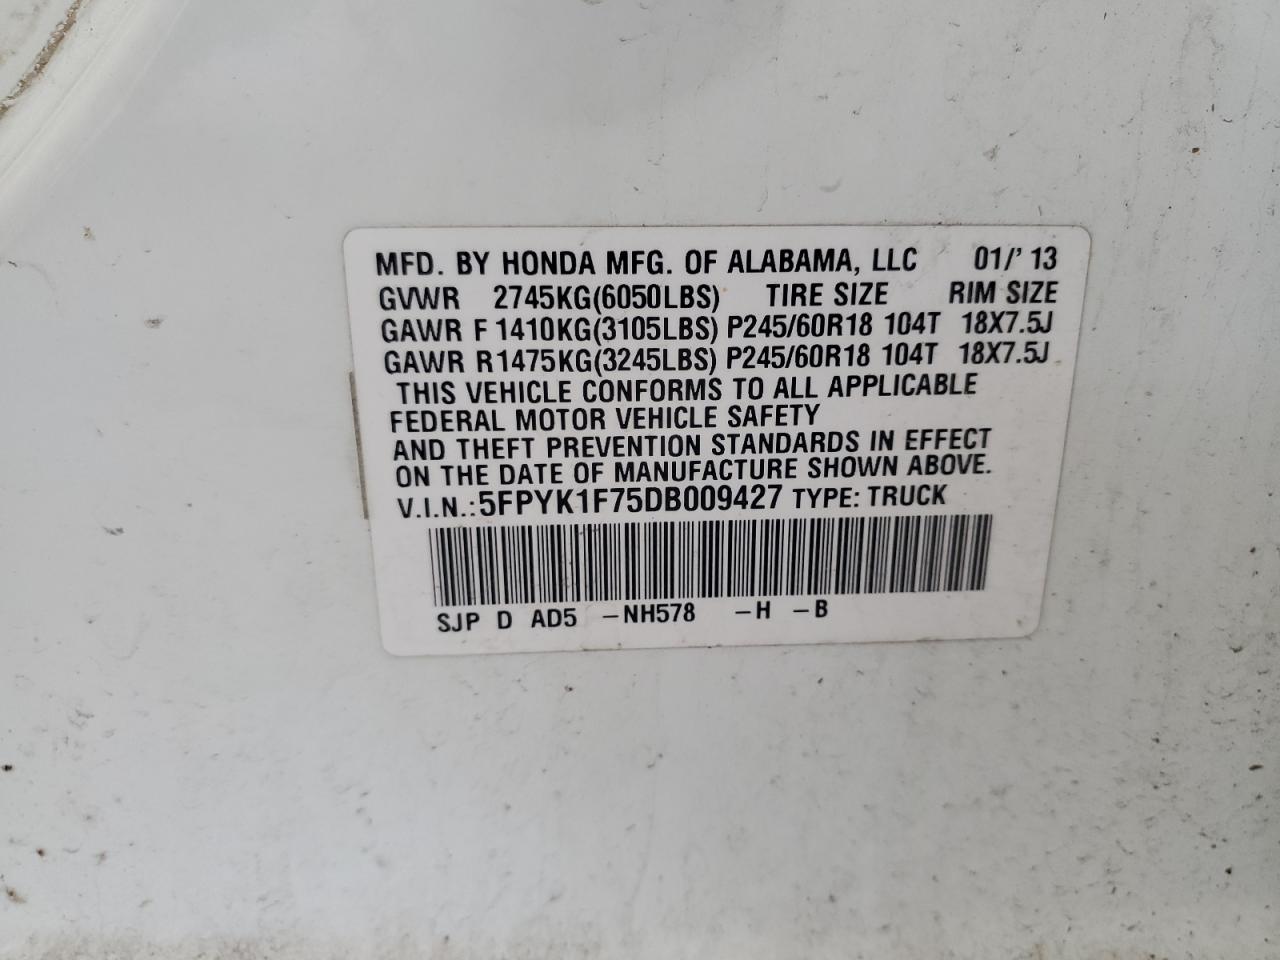 MFD. BY HONDA MFG. OF ALABAMA, LLC 01/'13
GVWR 2745KG(6050LBS) TIRE SIZE RIM SIZE
GAWR F 1410KG(3105LBS) P245/60R18 104T 18X7.5J
GAWR R 1475KG(3245LBS) P245/60R18 104T 18X7.5J
THIS VEHICLE CONFORMS TO ALL APPLICABLE
FEDERAL MOTOR VEHICLE SAFETY
AND THEFT PREVENTION STANDARDS IN EFFECT
ON THE DATE OF MANUFACTURE SHOWN ABOVE.
V.I.N.:5FPYK1F75DB009427 TYPE: TRUCK
SJP D AD5 -NH578 -H -B